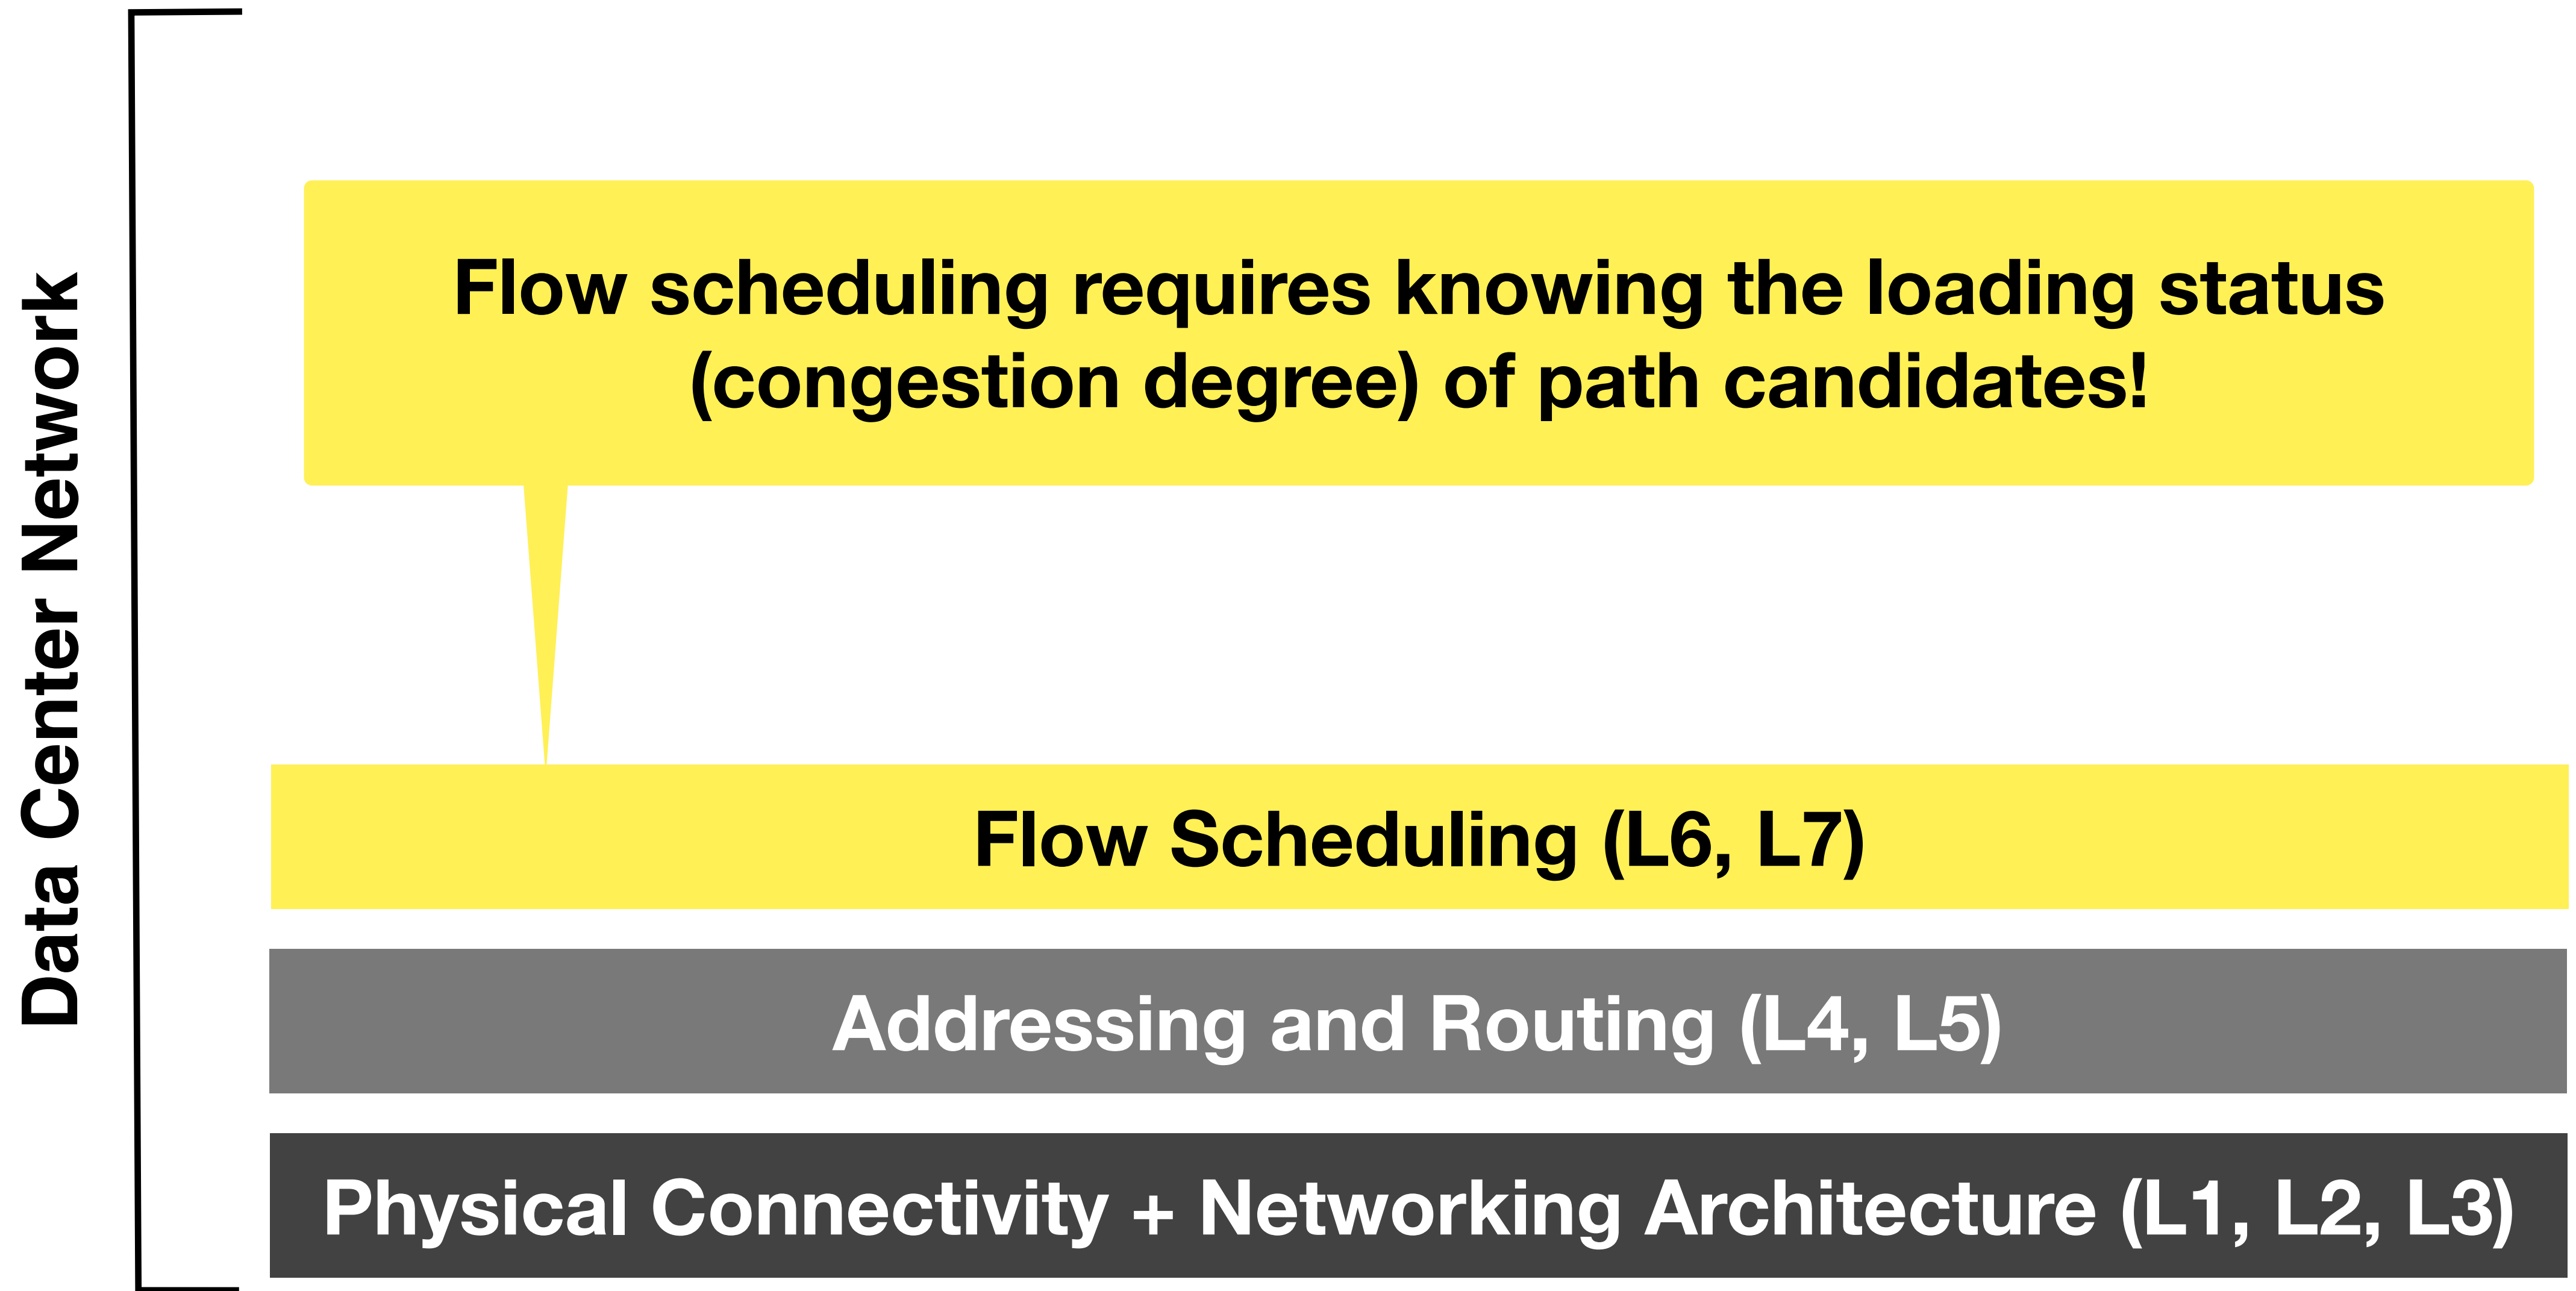 Data Center Network
Flow scheduling requires knowing the loading status
(congestion degree) of path candidates!
Flow Scheduling (L6, L7)
Addressing and Routing (L4, L5)
Physical Connectivity + Networking Architecture (L1, L2, L3)